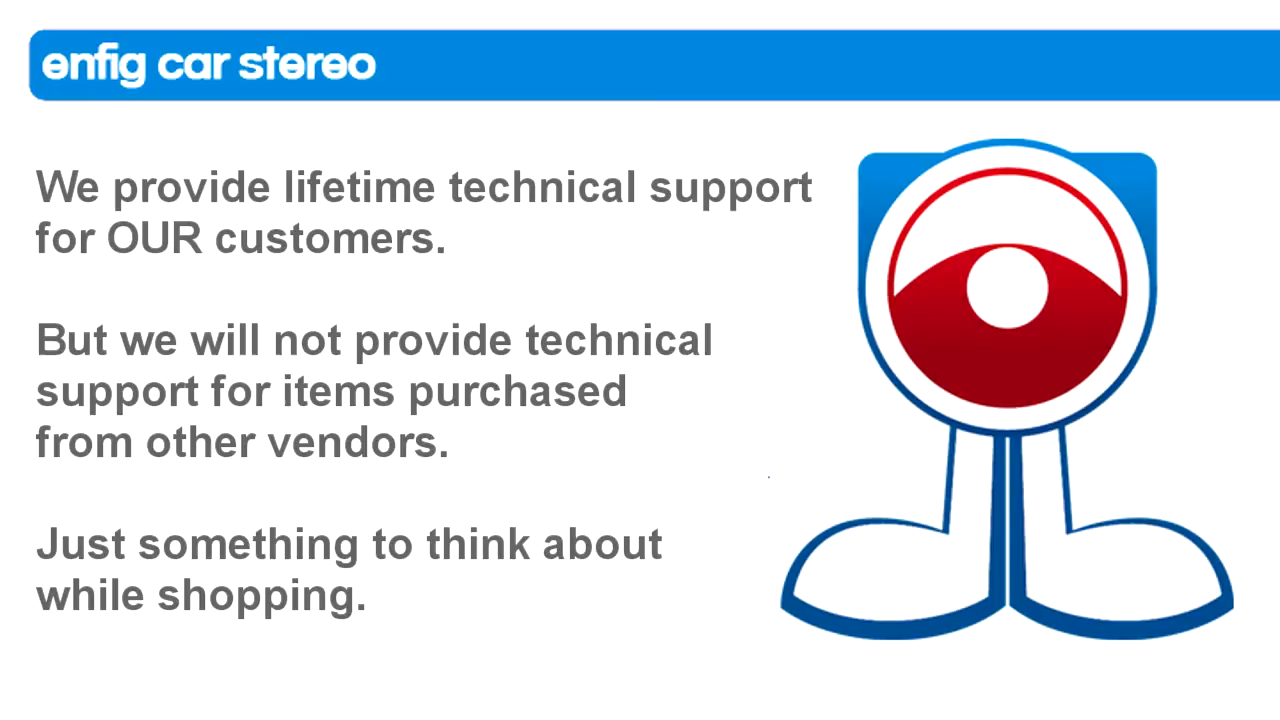 enfig car stereo
We provide lifetime technical support
for OUR customers.
But we will not provide technical
support for items purchased
from other vendors.
Just something to think about
while shopping.